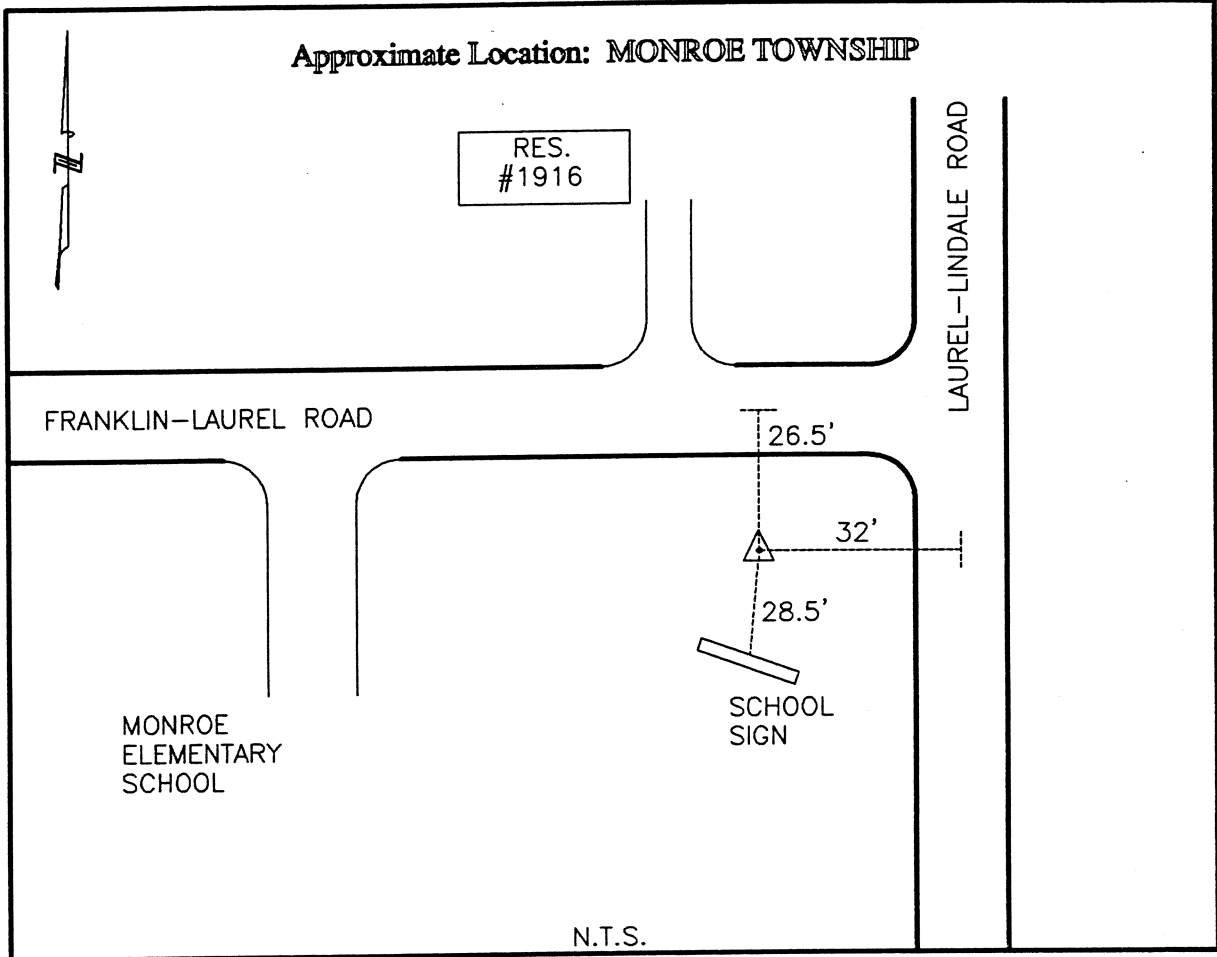 Approximate Location: MONROE TOWNSHIP
RES.
#1916
LAUREL-LINDALE ROAD
FRANKLIN-LAUREL ROAD
26.5'
32'
28.5'
SCHOOL
SIGN
MONROE
ELEMENTARY
SCHOOL
N.T.S.